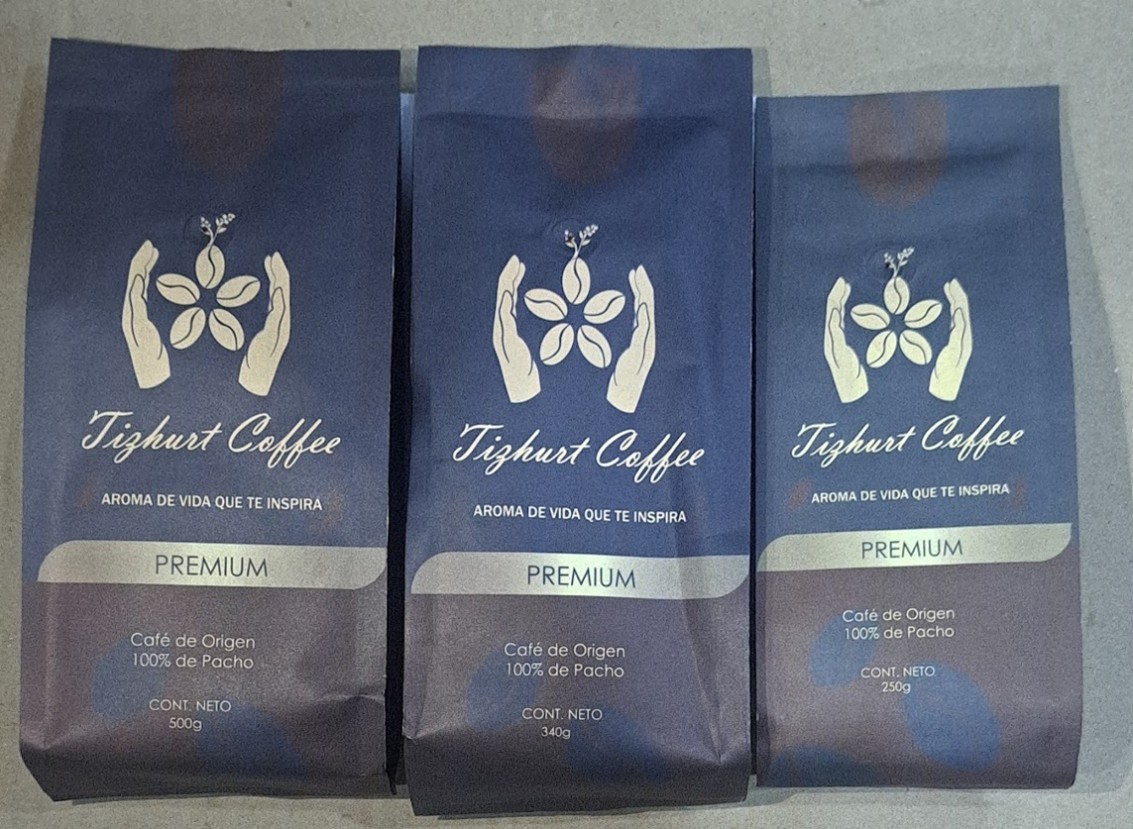 Tizhurt Coffee
AROMA DE VIDA QUE TE INSPIRA
PREMIUM
Café de Origen
100% de Pacho
CONT. NETO
500g
Tizhurt Coffee
AROMA DE VIDA QUE TE INSPIRA
PREMIUM
Café de Origen
100% de Pacho
CONT. NETO
340g
Tizhurt Coffee
AROMA DE VIDA QUE TE INSPIRA
PREMIUM
Café de Origen
100% de Pacho
CONT. NETO
250g